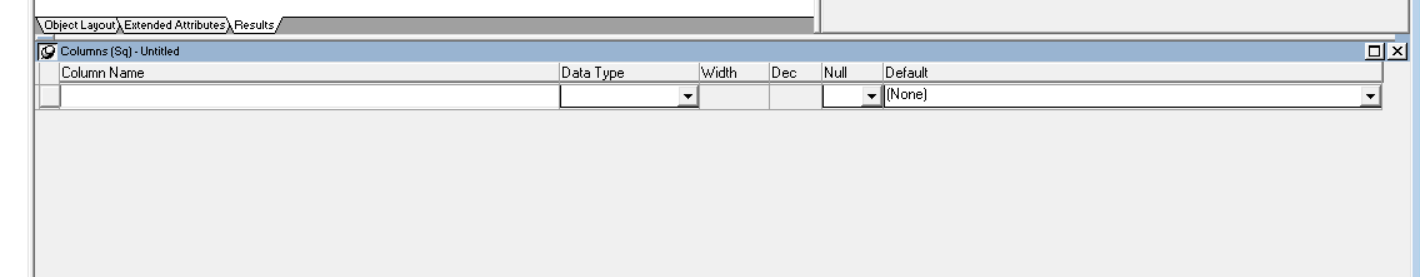 Object Layout Extended Attributes Results
Columns (Sq) - Untitled
Column Name Data Type Width Dec Null Default
(None)